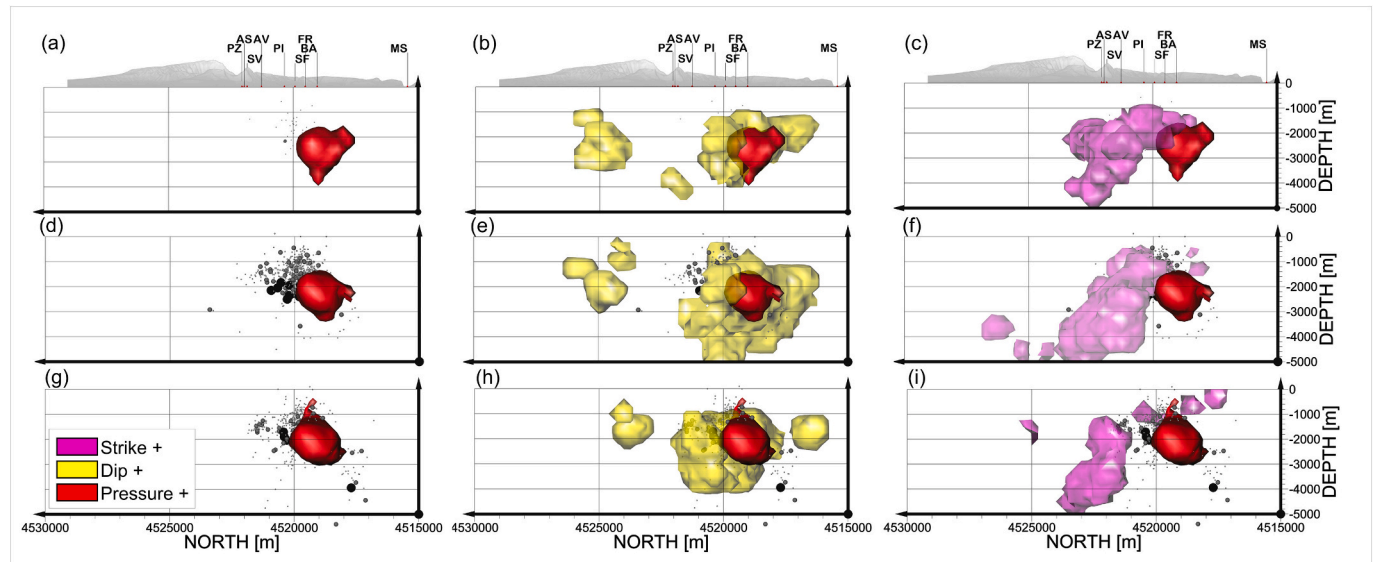 (a)
AS AV
FR
PZ
PI
BA
MS
SV
SF
(b)
AS AV
FR
PZ
PI
BA
MS
SV
SF
(c)
AS AV
FR
PZ
PI
BA
MS
SV
SF
0
-1000
-2000
-3000
-4000
-5000
DEPTH [m]
(d)
(e)
(f)
0
-1000
-2000
-3000
-4000
-5000
DEPTH [m]
(g)
Strike +
Dip +
Pressure +
(h)
(i)
0
-1000
-2000
-3000
-4000
-5000
DEPTH [m]
4530000
4525000
4520000
4515000
NORTH [m]
4525000
4520000
4515000
NORTH [m]
4530000
4525000
4520000
4515000
NORTH [m]